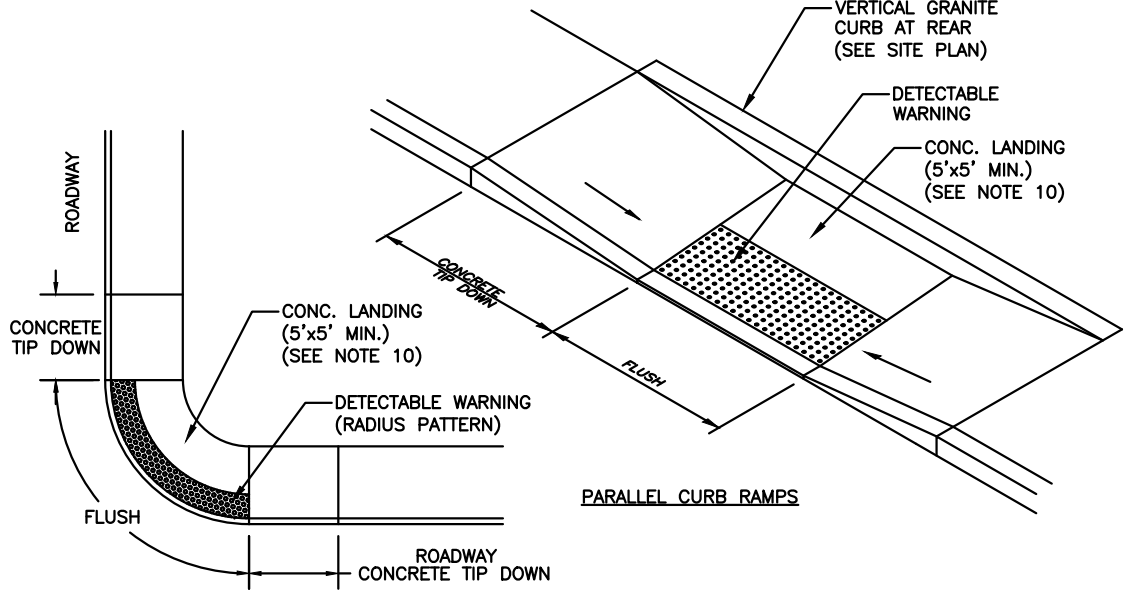 VERTICAL GRANITE
CURB AT REAR
(SEE SITE PLAN)
DETECTABLE
WARNING
CONC. LANDING
(5'x5' MIN.)
(SEE NOTE 10)
CONCRETE
TIP DOWN
FLUSH
PARALLEL CURB RAMPS
ROADWAY
CONCRETE
TIP DOWN
CONC. LANDING
(5'x5' MIN.)
(SEE NOTE 10)
DETECTABLE WARNING
(RADIUS PATTERN)
FLUSH
ROADWAY
CONCRETE TIP DOWN